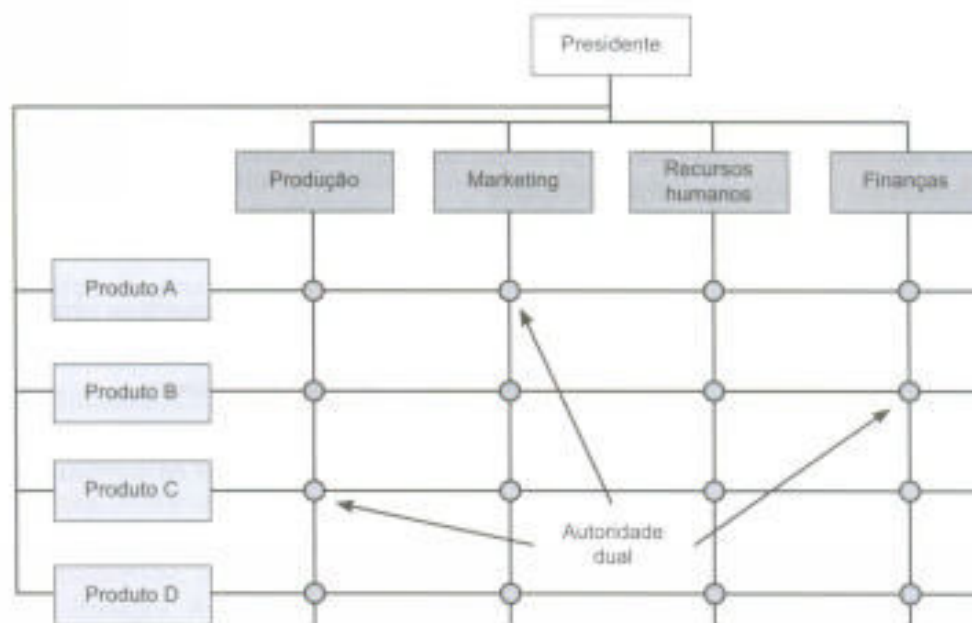 Presidente
Produção
Marketing
Recursos
humanos
Finanças
Produto A
Produto B
Produto C
Autoridade
dual
Produto D